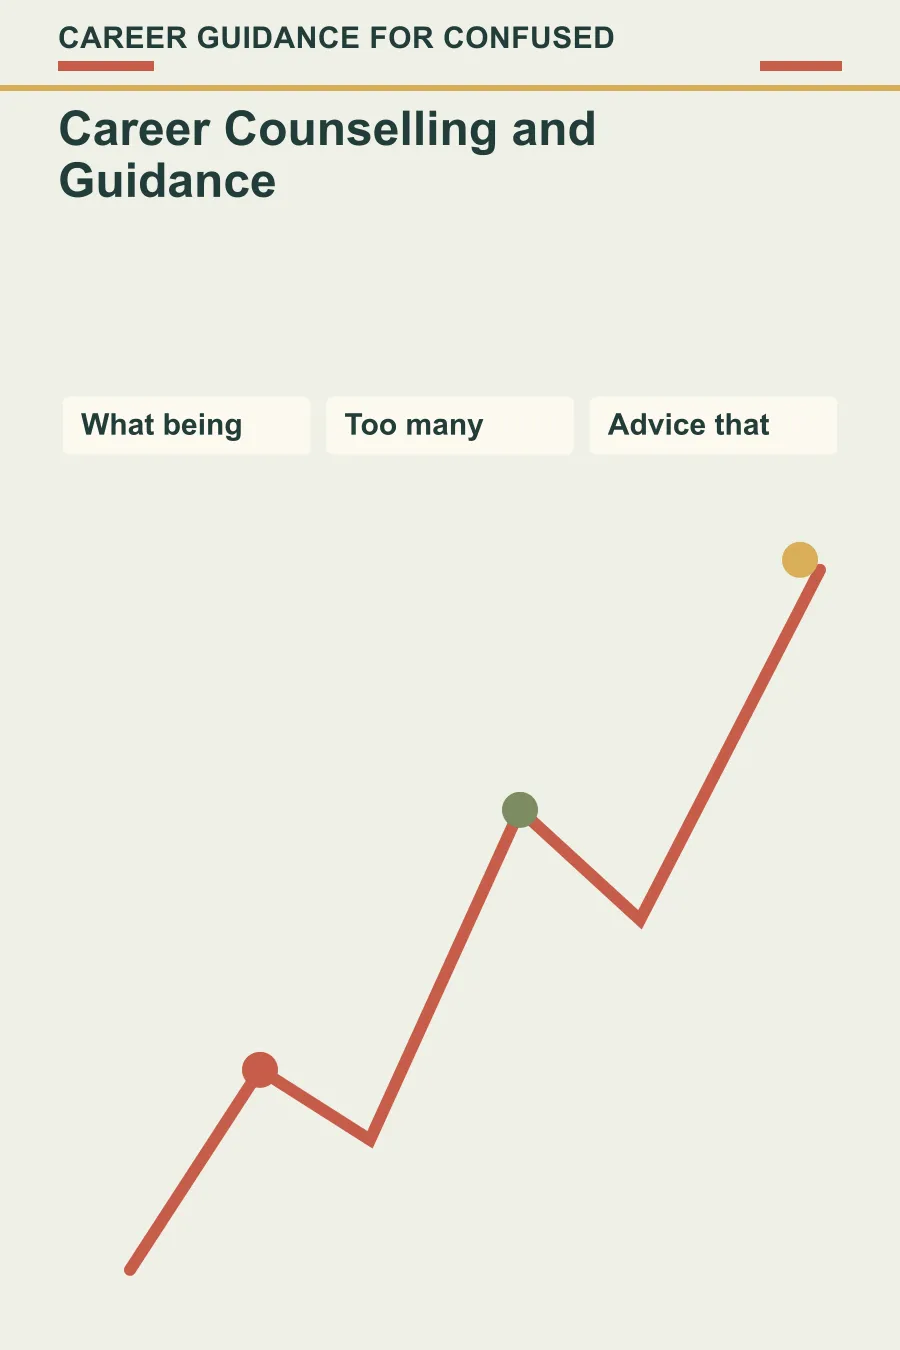 CAREER GUIDANCE FOR CONFUSED
Career Counselling and
Guidance
What being
Too many
Advice that